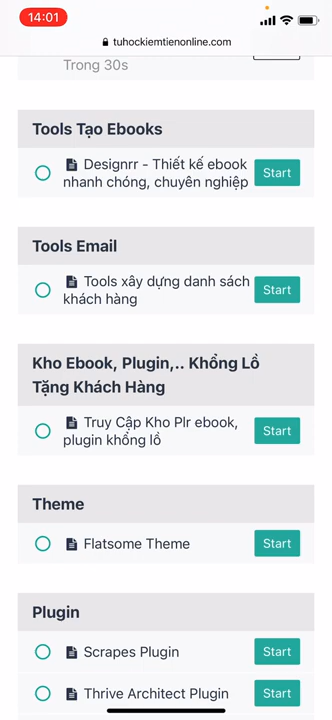 14:01
tuhockiemtienonline.com
Trong 30s
Tools Tạo Ebooks
Designrr - Thiết kế ebook
nhanh chóng, chuyên nghiệp
Start
Tools Email
Tools xây dựng danh sách
khách hàng
Start
Kho Ebook, Plugin,.. Khổng Lồ
Tặng Khách Hàng
Truy Cập Kho Plr ebook,
plugin khổng lồ
Start
Theme
Flatsome Theme
Start
Plugin
Scrapes Plugin
Start
Thrive Architect Plugin
Start